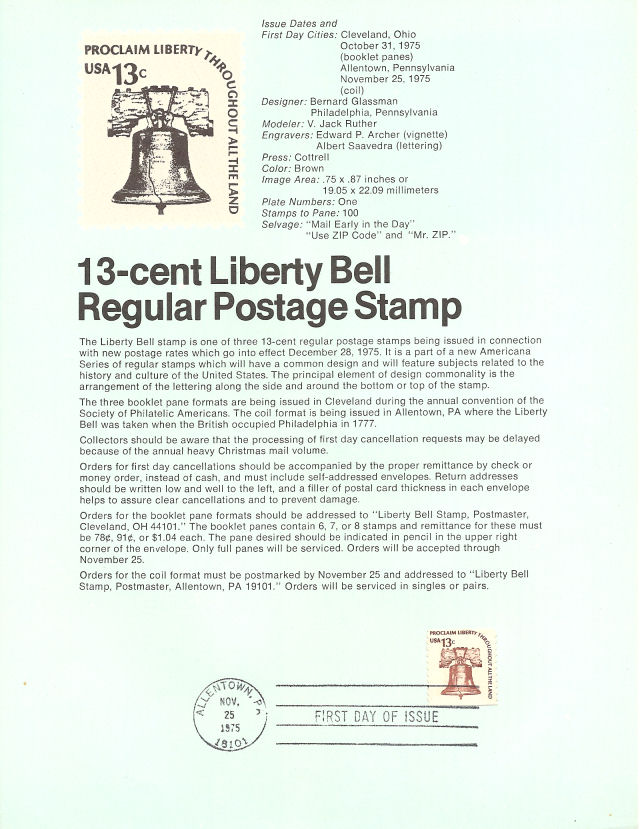 PROCLAIM LIBERTY THROUGHOUT ALL THE LAND
USA 13c
Issue Dates and
First Day Cities: Cleveland, Ohio
October 31, 1975
(booklet panes)
Allentown, Pennsylvania
November 25, 1975
(coil)
Designer: Bernard Glassman
Philadelphia, Pennsylvania
Modeler: V. Jack Ruther
Engravers: Edward P. Archer (vignette)
Albert Saavedra (lettering)
Press: Cottrell
Color: Brown
Image Area: .75 x .87 inches or
19.05 x 22.09 millimeters
Plate Numbers: One
Stamps to Pane: 100
Selvage: "Mail Early in the Day"
"Use ZIP Code" and "Mr. ZIP."
13-cent Liberty Bell
Regular Postage Stamp
The Liberty Bell stamp is one of three 13-cent regular postage stamps being issued in connection
with new postage rates which go into effect December 28, 1975. It is a part of a new Americana
Series of regular stamps which will have a common design and will feature subjects related to the
history and culture of the United States. The principal element of design commonality is the
arrangement of the lettering along the side and around the bottom or top of the stamp.
The three booklet pane formats are being issued in Cleveland during the annual convention of the
Society of Philatelic Americans. The coil format is being issued in Allentown, PA where the Liberty
Bell was taken when the British occupied Philadelphia in 1777.
Collectors should be aware that the processing of first day cancellation requests may be delayed
because of the annual heavy Christmas mail volume.
Orders for first day cancellations should be accompanied by the proper remittance by check or
money order, instead of cash, and must include self-addressed envelopes. Return addresses
should be written low and well to the left, and a filler of postal card thickness in each envelope
helps to assure clear cancellations and to prevent damage.
Orders for the booklet pane formats should be addressed to "Liberty Bell Stamp, Postmaster,
Cleveland, OH 44101." The booklet panes contain 6, 7, or 8 stamps and remittance for these must
be 78¢, 91¢, or $1.04 each. The pane desired should be indicated in pencil in the upper right
corner of the envelope. Only full panes will be serviced. Orders will be accepted through
November 25.
Orders for the coil format must be postmarked by November 25 and addressed to "Liberty Bell
Stamp, Postmaster, Allentown, PA 19101." Orders will be serviced in singles or pairs.
PROCLAIM LIBERTY THROUGHOUT ALL THE LAND
USA 13c
ALLENTOWN, PA
NOV.
25
1975
18101
FIRST DAY OF ISSUE